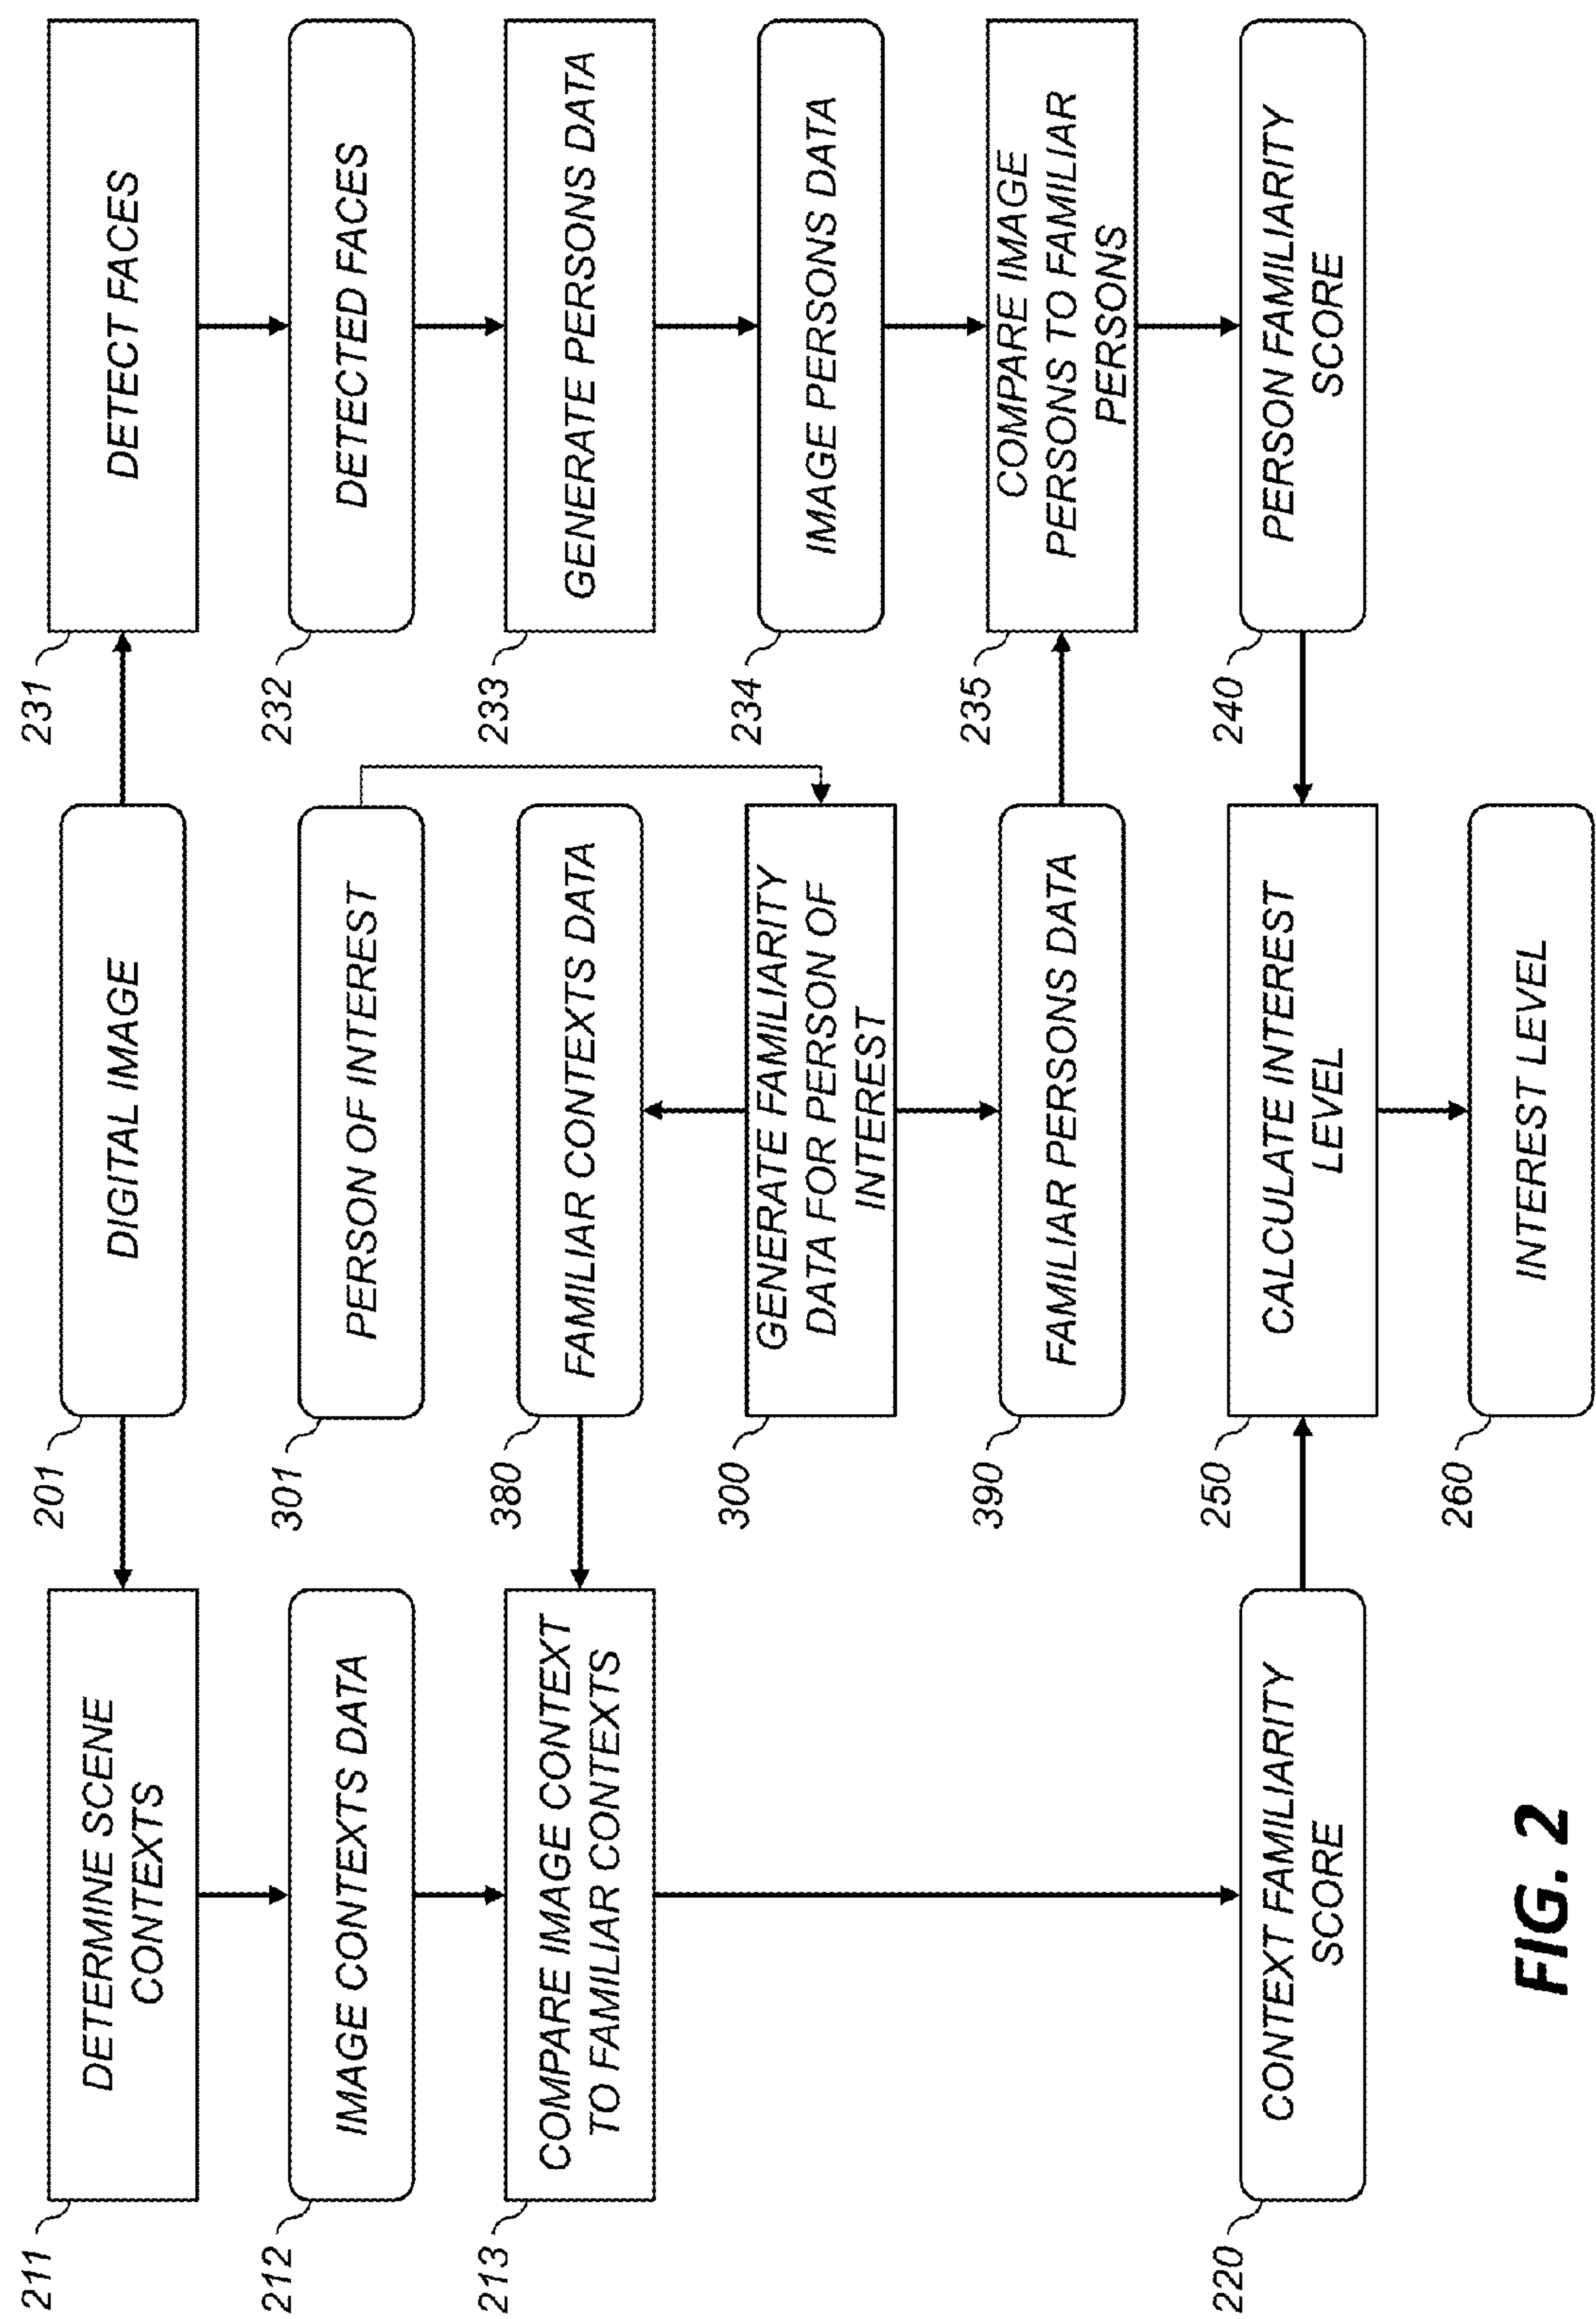 211
DETERMINE SCENE
CONTEXTS
201
DIGITAL IMAGE
231
DETECT FACES
212
IMAGE CONTEXTS DATA
301
PERSON OF INTEREST
232
DETECTED FACES
213
COMPARE IMAGE CONTEXT
TO FAMILIAR CONTEXTS
380
FAMILIAR CONTEXTS DATA
233
GENERATE PERSONS DATA
300
GENERATE FAMILIARITY
DATA FOR PERSON OF
INTEREST
234
IMAGE PERSONS DATA
390
FAMILIAR PERSONS DATA
235
COMPARE IMAGE
PERSONS TO FAMILIAR
PERSONS
220
CONTEXT FAMILIARITY
SCORE
250
CALCULATE INTEREST
LEVEL
240
PERSON FAMILIARITY
SCORE
260
INTEREST LEVEL
FIG. 2